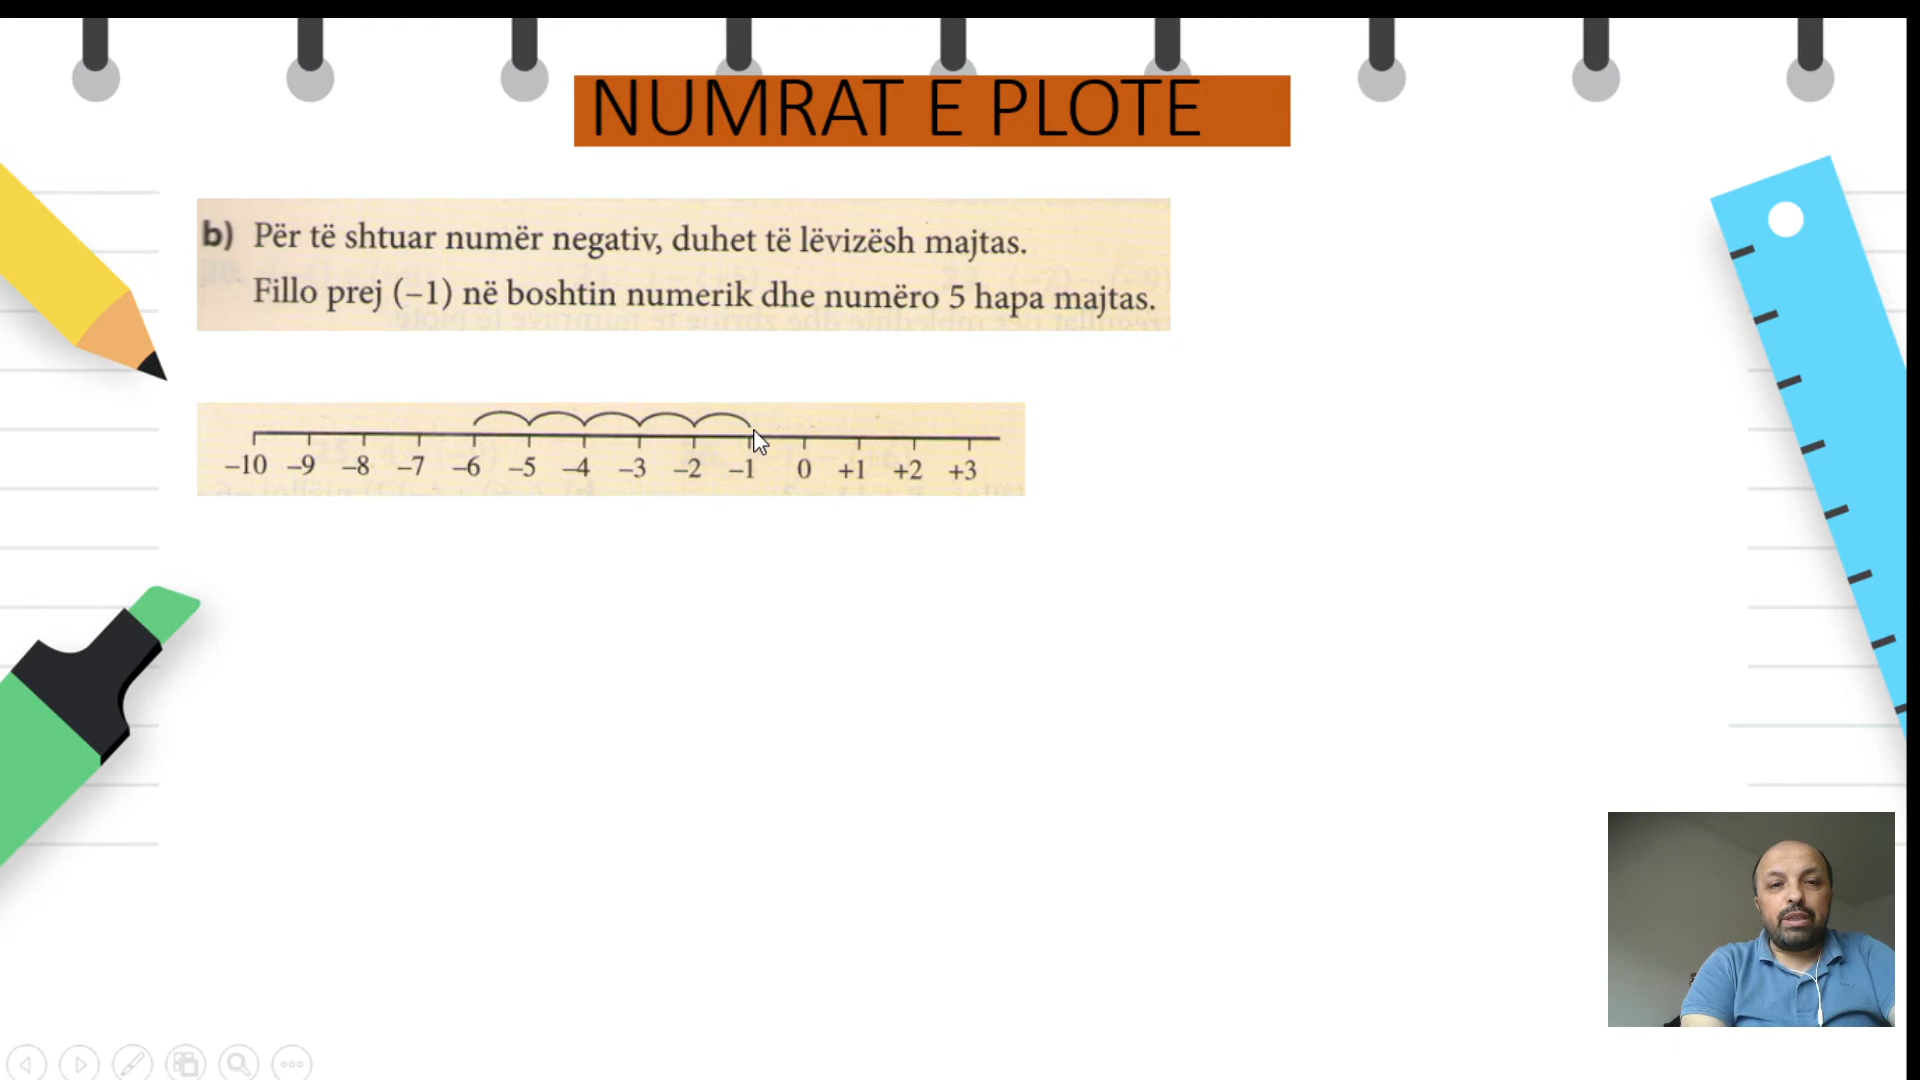 NUMRAT E PLOTE
b) Për të shtuar numër negativ, duhet të lëvizësh majtas.
Fillo prej (–1) në boshtin numerik dhe numëro 5 hapa majtas.
–10 –9 –8 –7 –6 –5 –4 –3 –2 –1 0 +1 +2 +3